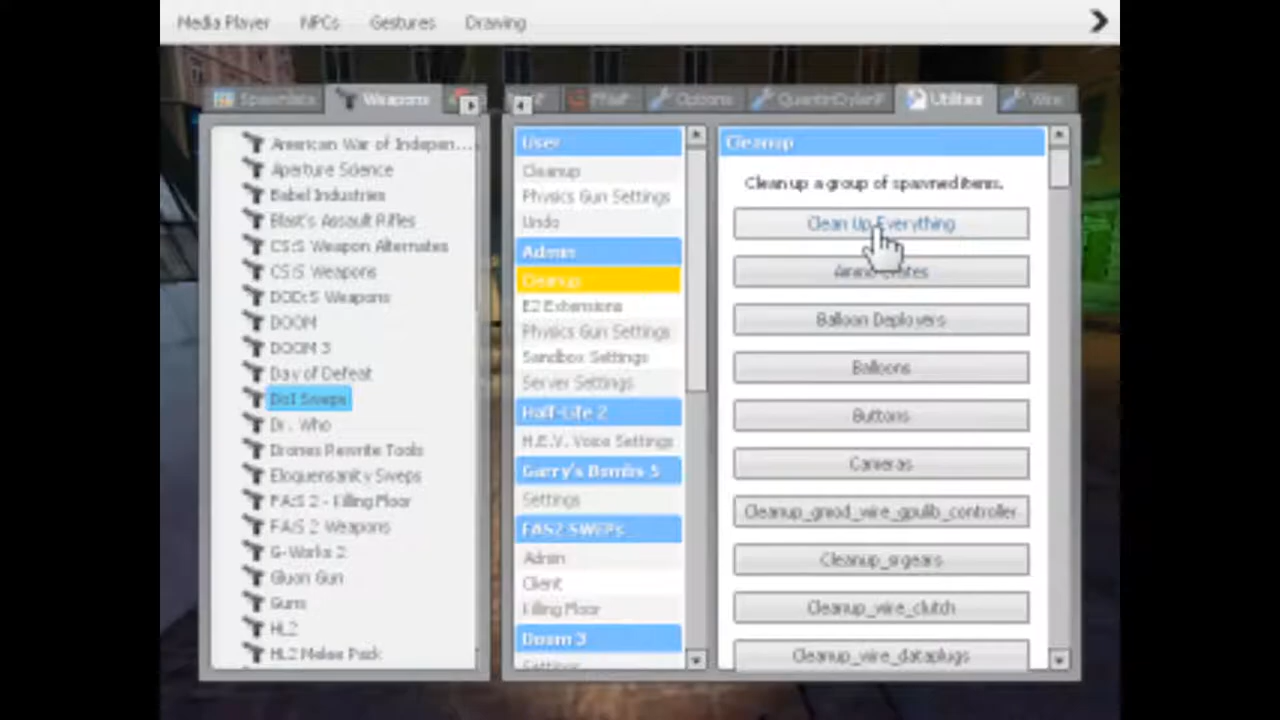 Media Player NPCs Gestures Drawing
Spawnlists Weapons Options Utilities Wire
American War of Indepen...
Aperture Science
Babel Industries
Blast's Assault Rifles
CS:S Weapon Alternates
CS:S Weapons
DOD:S Weapons
DOOM
DOOM 3
Day of Defeat
DoI Sweps
Dr. Who
Drones Rewrite Tools
Eloquensanity Sweps
FA:S 2 - Killing Floor
FA:S 2 Weapons
G-Works 2
Gluon Gun
Guns
HL2
HL2 Melee Pack
User
Cleanup
Physics Gun Settings
Undo
Admin
Cleanup
E2 Extensions
Physics Gun Settings
Sandbox Settings
Server Settings
Half-Life 2
H.E.V. Voice Settings
Garry's Bombs 5
Settings
FAS2 SWEPs
Admin
Client
Killing Floor
Doom 3
Settings
Cleanup
Clean up a group of spawned items.
Clean Up Everything
Balloon Deployers
Balloons
Buttons
Cameras
Cleanup_gmod_wire_gpulib_controller
Cleanup_srgears
Cleanup_wire_clutch
Cleanup_wire_dataplugs